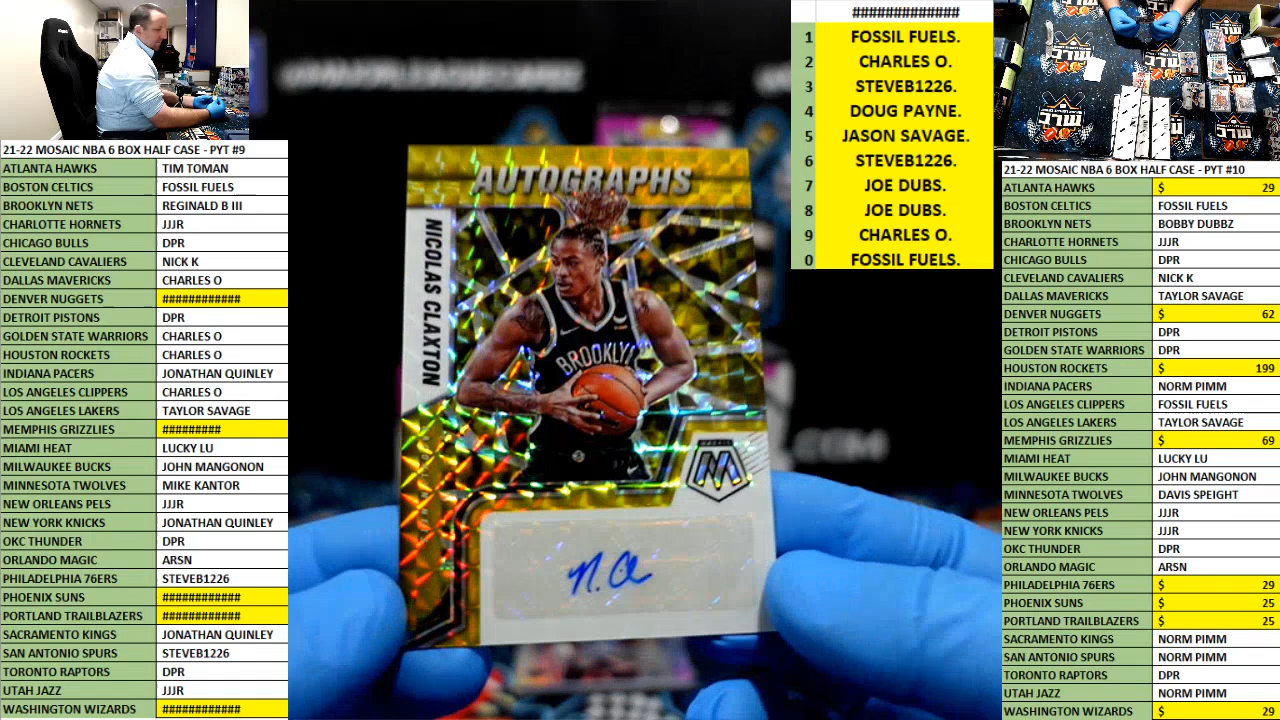 21-22 MOSAIC NBA 6 BOX HALF CASE - PYT #9
ATLANTA HAWKS TIM TOMAN
BOSTON CELTICS FOSSIL FUELS
BROOKLYN NETS REGINALD B III
CHARLOTTE HORNETS JJJR
CHICAGO BULLS DPR
CLEVELAND CAVALIERS NICK K
DALLAS MAVERICKS CHARLES O
DENVER NUGGETS ############
DETROIT PISTONS DPR
GOLDEN STATE WARRIORS CHARLES O
HOUSTON ROCKETS CHARLES O
INDIANA PACERS JONATHAN QUINLEY
LOS ANGELES CLIPPERS CHARLES O
LOS ANGELES LAKERS TAYLOR SAVAGE
MEMPHIS GRIZZLIES #########
MIAMI HEAT LUCKY LU
MILWAUKEE BUCKS JOHN MANGONON
MINNESOTA TWOLVES MIKE KANTOR
NEW ORLEANS PELS JJJR
NEW YORK KNICKS JONATHAN QUINLEY
OKC THUNDER DPR
ORLANDO MAGIC ARSN
PHILADELPHIA 76ERS STEVEB1226
PHOENIX SUNS ############
PORTLAND TRAILBLAZERS ############
SACRAMENTO KINGS JONATHAN QUINLEY
SAN ANTONIO SPURS STEVEB1226
TORONTO RAPTORS DPR
UTAH JAZZ JJJR
WASHINGTON WIZARDS ############
AUTOGRAPHS
NICOLAS CLAXTON
BROOKLYN
MOSAIC
N. Cl
#############
1 FOSSIL FUELS.
2 CHARLES O.
3 STEVEB1226.
4 DOUG PAYNE.
5 JASON SAVAGE.
6 STEVEB1226.
7 JOE DUBS.
8 JOE DUBS.
9 CHARLES O.
0 FOSSIL FUELS.
MLC
21-22 MOSAIC NBA 6 BOX HALF CASE - PYT #10
ATLANTA HAWKS $ 29
BOSTON CELTICS FOSSIL FUELS
BROOKLYN NETS BOBBY DUBBZ
CHARLOTTE HORNETS JJJR
CHICAGO BULLS DPR
CLEVELAND CAVALIERS NICK K
DALLAS MAVERICKS TAYLOR SAVAGE
DENVER NUGGETS $ 62
DETROIT PISTONS DPR
GOLDEN STATE WARRIORS DPR
HOUSTON ROCKETS $ 199
INDIANA PACERS NORM PIMM
LOS ANGELES CLIPPERS FOSSIL FUELS
LOS ANGELES LAKERS TAYLOR SAVAGE
MEMPHIS GRIZZLIES $ 69
MIAMI HEAT LUCKY LU
MILWAUKEE BUCKS JOHN MANGONON
MINNESOTA TWOLVES DAVIS SPEIGHT
NEW ORLEANS PELS JJJR
NEW YORK KNICKS JJJR
OKC THUNDER DPR
ORLANDO MAGIC ARSN
PHILADELPHIA 76ERS $ 29
PHOENIX SUNS $ 25
PORTLAND TRAILBLAZERS $ 25
SACRAMENTO KINGS NORM PIMM
SAN ANTONIO SPURS NORM PIMM
TORONTO RAPTORS DPR
UTAH JAZZ NORM PIMM
WASHINGTON WIZARDS $ 29